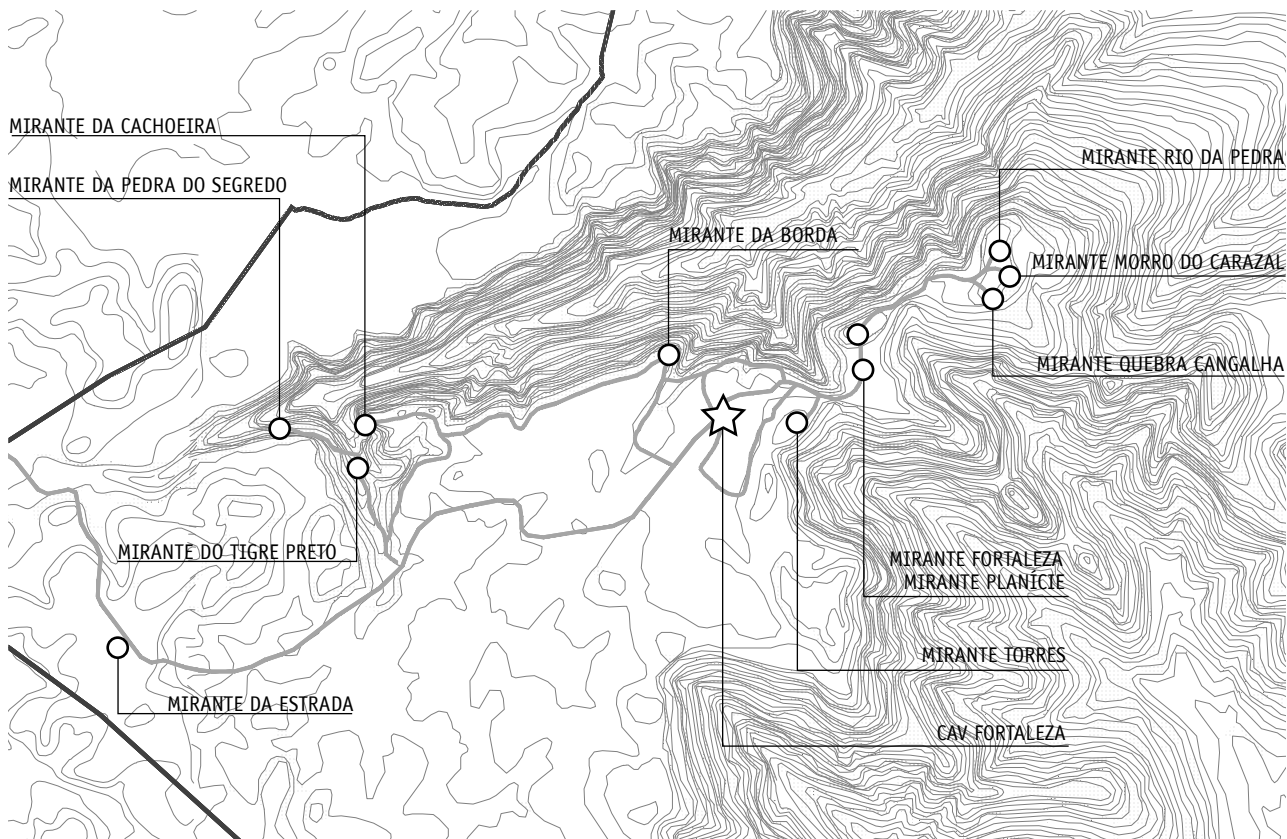 MIRANTE DA CACHOEIRA
MIRANTE DA PEDRA DO SEGREDO
MIRANTE RIO DA PEDRAS
MIRANTE DA BORDA
MIRANTE MORRO DO CARAZAL
MIRANTE QUEBRA CANGALHA
MIRANTE DO TIGRE PRETO
MIRANTE FORTALEZA
MIRANTE PLANÍCIE
MIRANTE TORRES
MIRANTE DA ESTRADA
CAV FORTALEZA